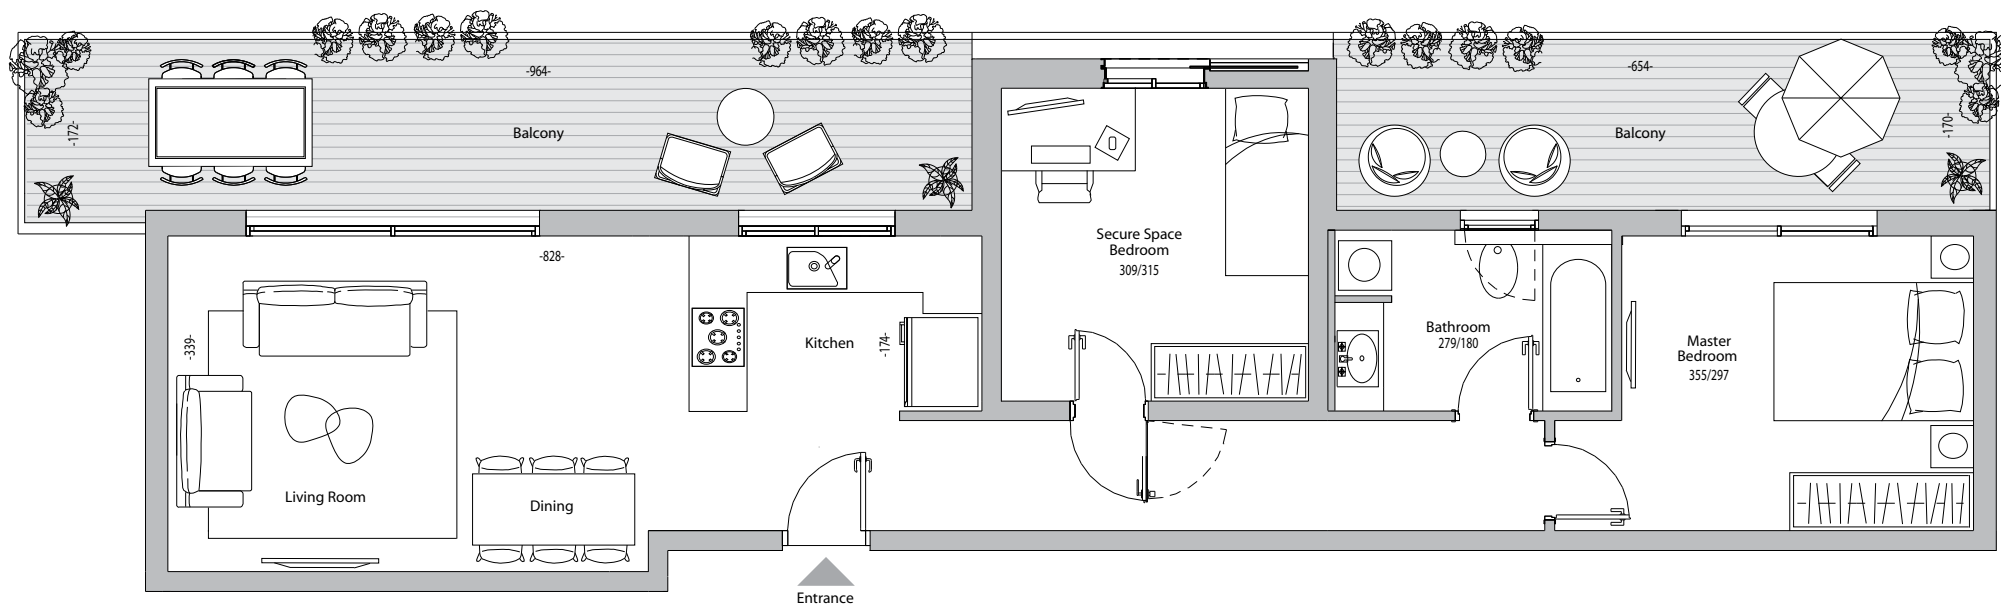 -964-
-172-
Balcony
-654-
-170-
Balcony
-828-
-339-
Living Room
Dining
Kitchen
-174-
Secure Space
Bedroom
309/315
Bathroom
279/180
Master
Bedroom
355/297
Entrance